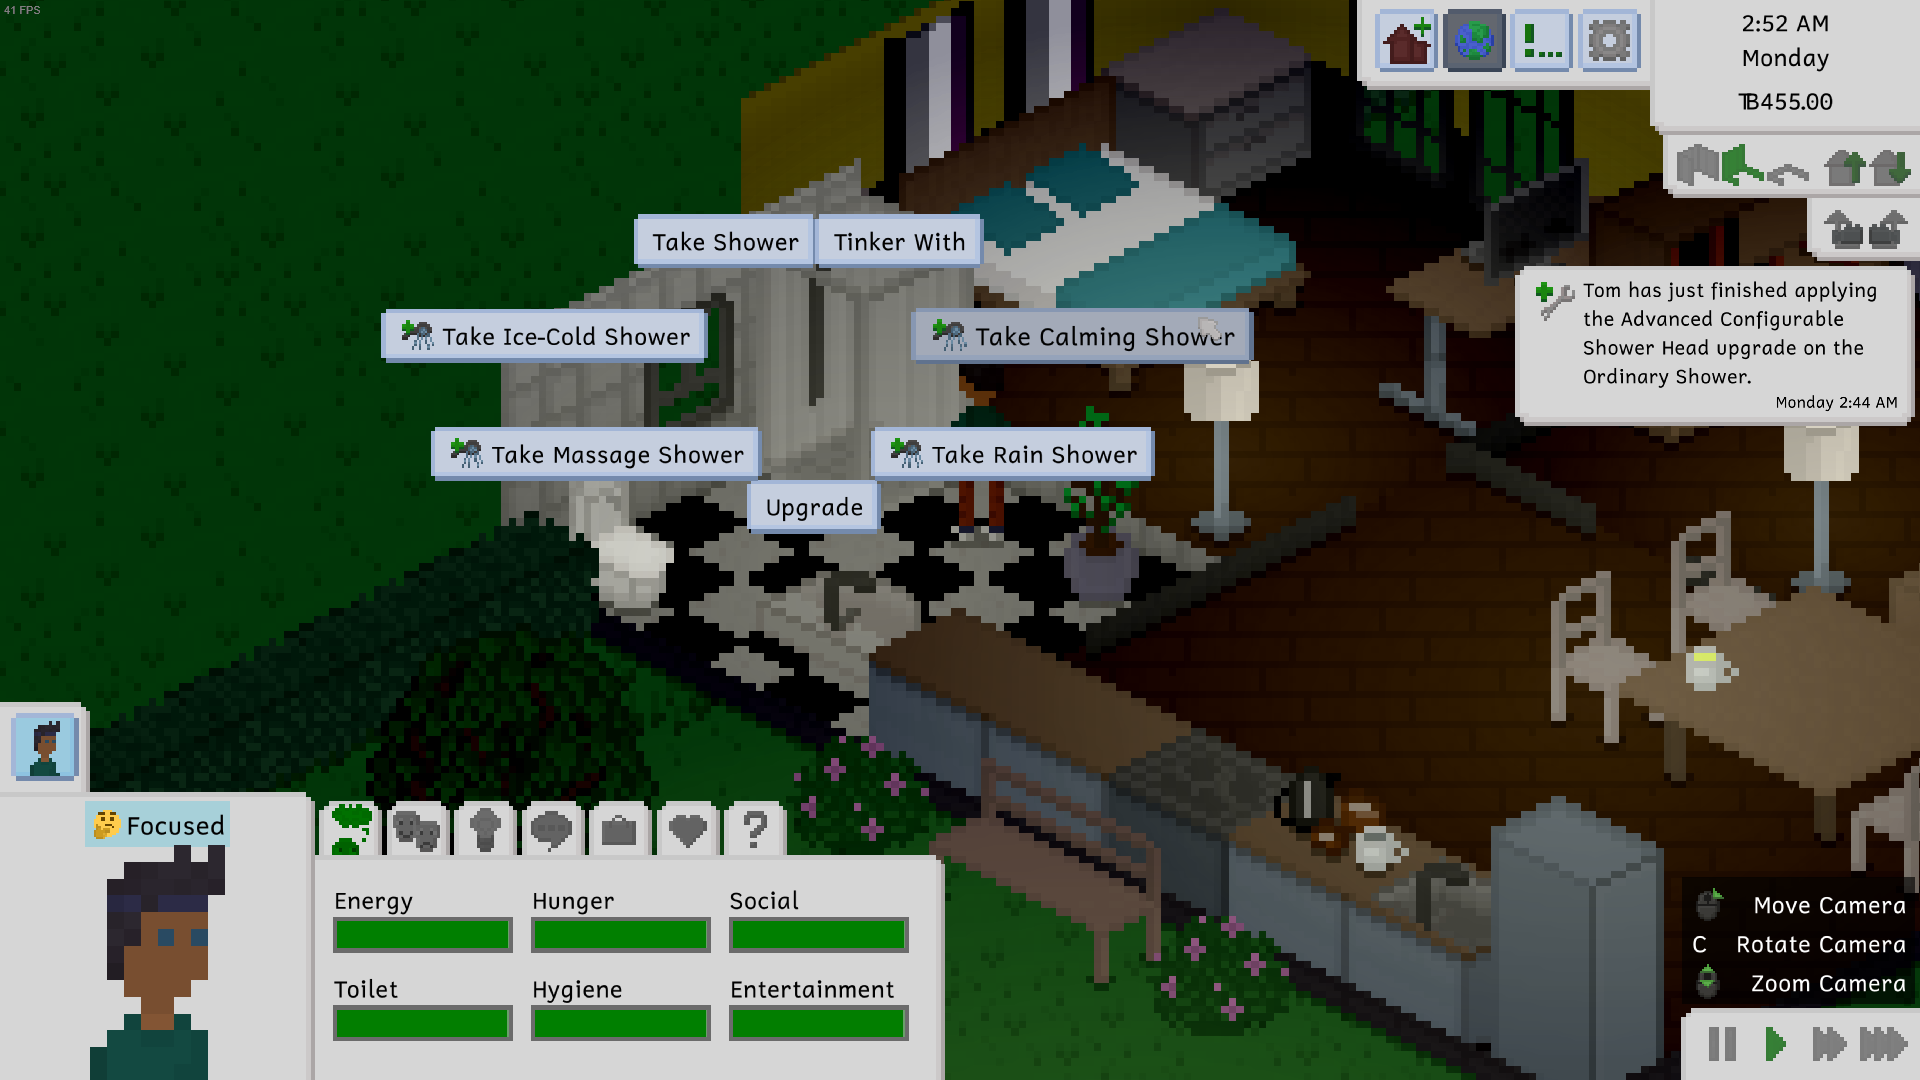 41 FPS
2:52 AM
Monday
TB455.00
Take Shower
Tinker With
Take Ice-Cold Shower
Take Calming Shower
Take Massage Shower
Take Rain Shower
Upgrade
Tom has just finished applying
the Advanced Configurable
Shower Head upgrade on the
Ordinary Shower.
Monday 2:44 AM
Focused
Energy
Hunger
Social
Toilet
Hygiene
Entertainment
Move Camera
C Rotate Camera
Zoom Camera